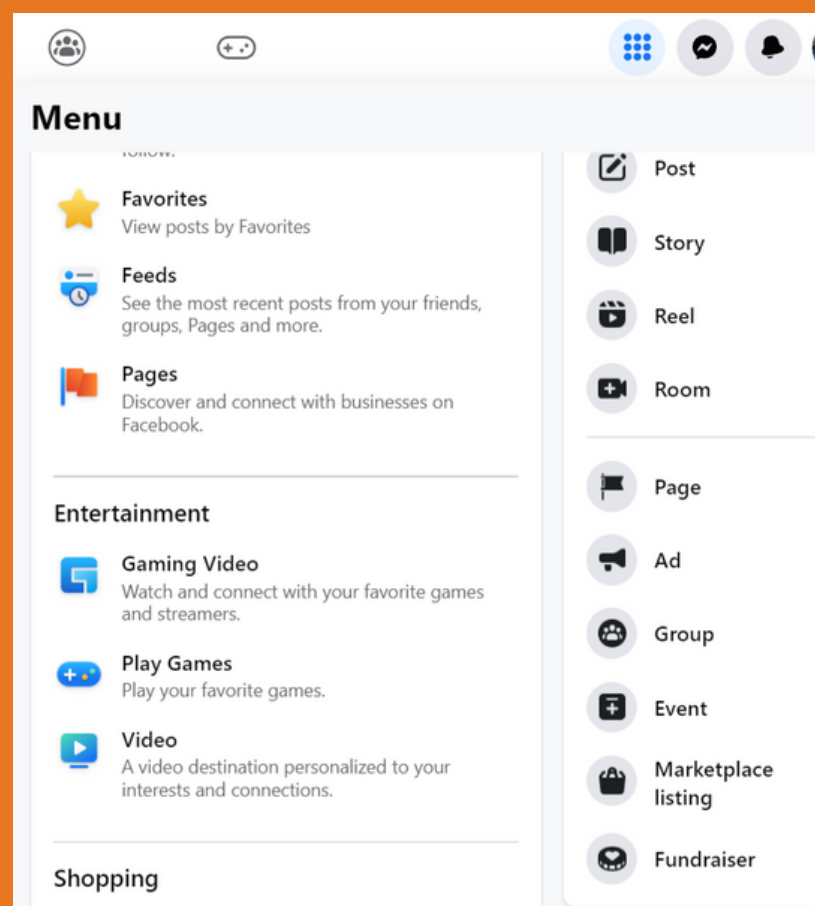 Menu
follow.
Favorites
View posts by Favorites
Feeds
See the most recent posts from your friends,
groups, Pages and more.
Pages
Discover and connect with businesses on
Facebook.
Entertainment
Gaming Video
Watch and connect with your favorite games
and streamers.
Play Games
Play your favorite games.
Video
A video destination personalized to your
interests and connections.
Shopping
Post
Story
Reel
Room
Page
Ad
Group
Event
Marketplace
listing
Fundraiser